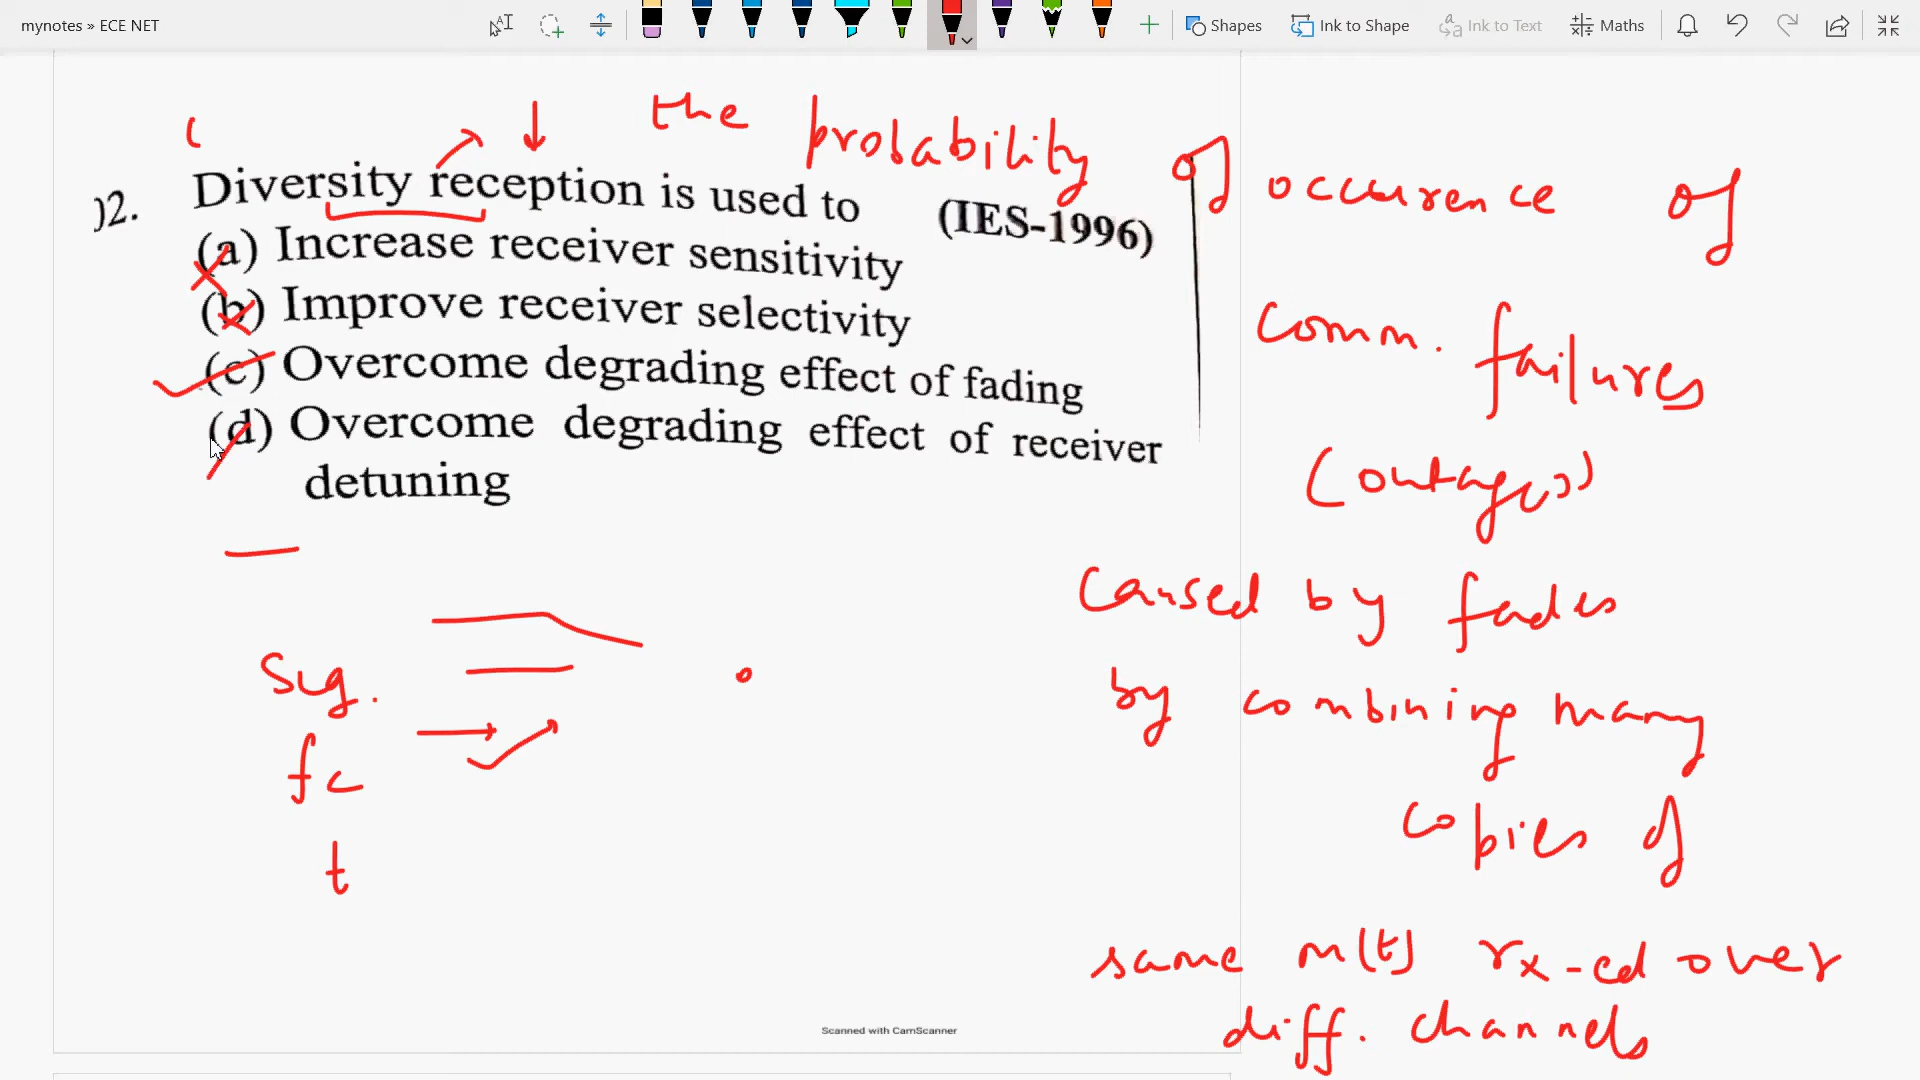 mynotes » ECE NET
Shapes
Ink to Shape
Ink to Text
Maths
↓ the probability of occurence of
comm. failures
(outages)
caused by fades
by combining many
copies of
same m(t) rx-ed over
diff. channels
)2. Diversity reception is used to (IES-1996)
(a) Increase receiver sensitivity
(b) Improve receiver selectivity
(c) Overcome degrading effect of fading
(d) Overcome degrading effect of receiver
detuning
Sig.
fc
t
Scanned with CamScanner